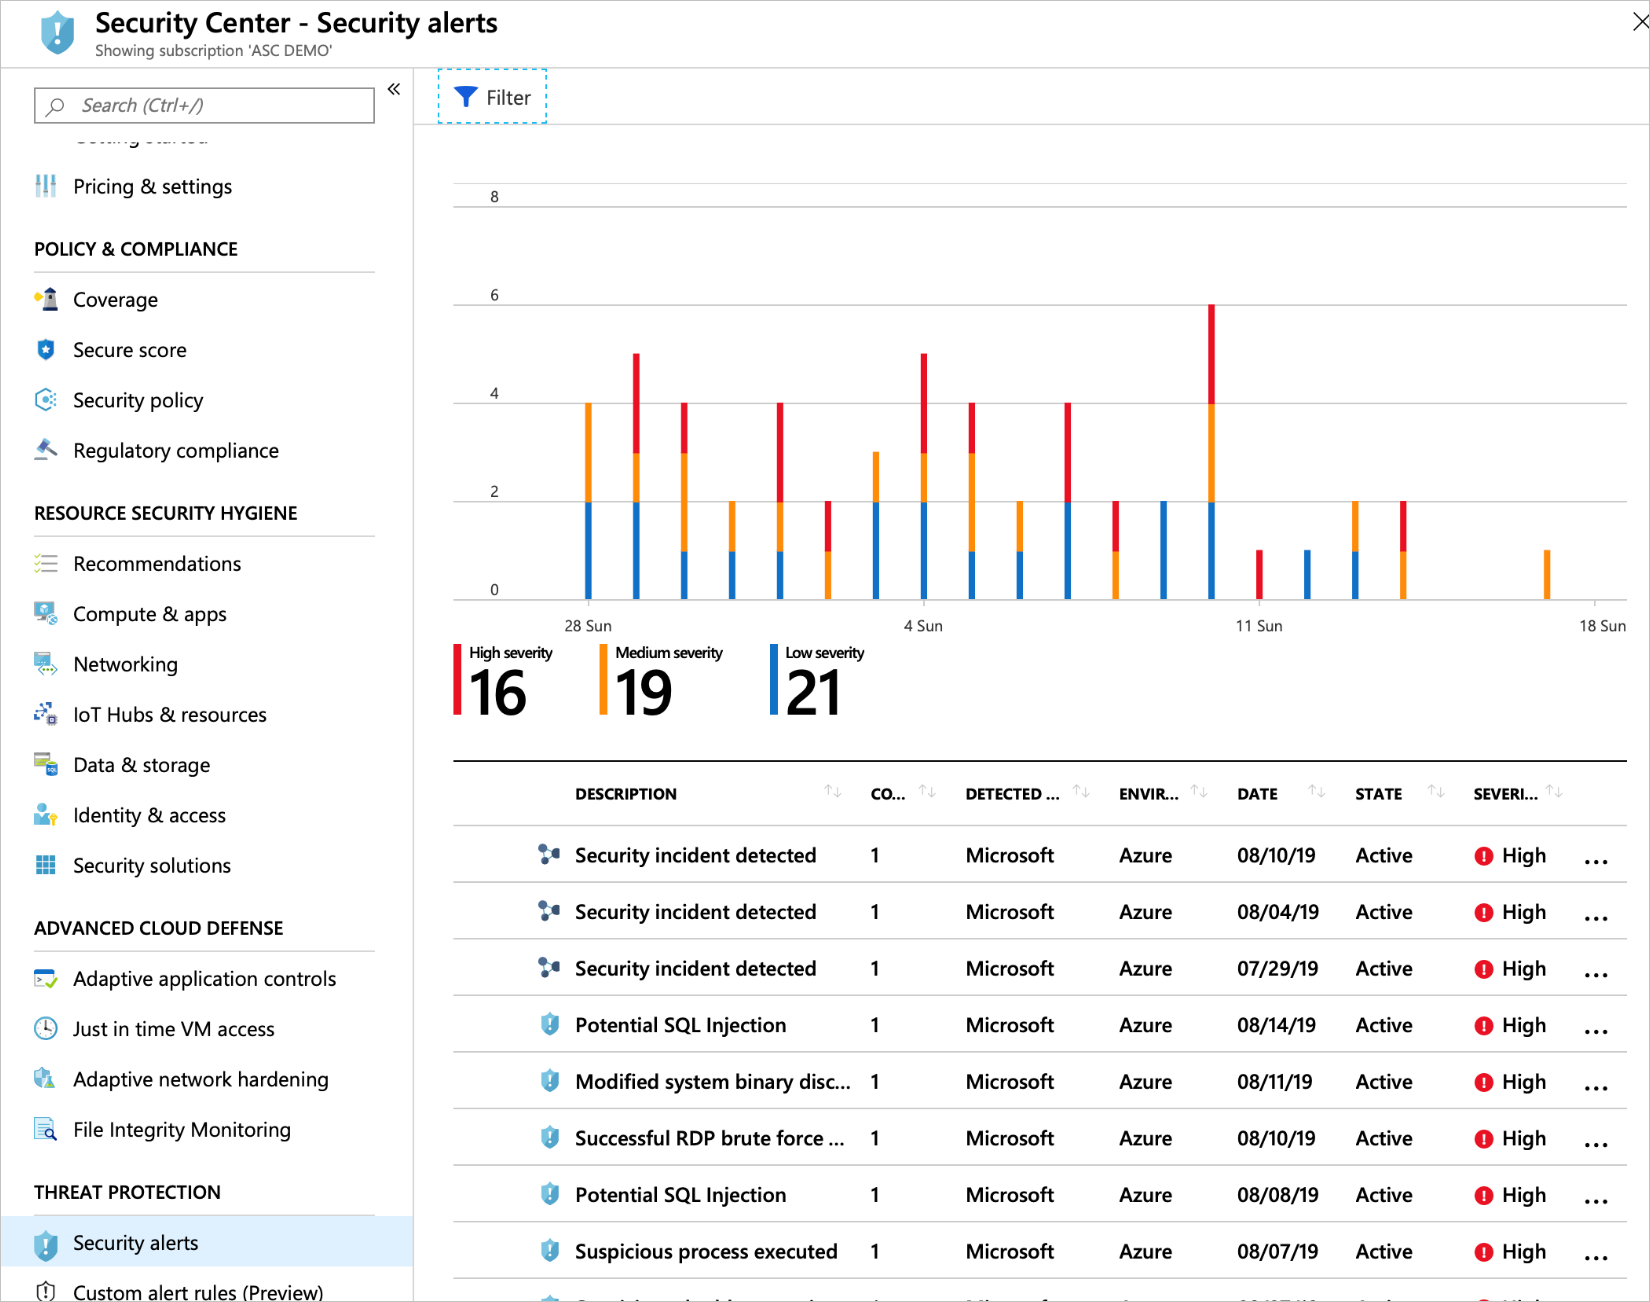 Security Center - Security alerts
Showing subscription 'ASC DEMO'
Search (Ctrl+/)
«
Pricing & settings
POLICY & COMPLIANCE
Coverage
Secure score
Security policy
Regulatory compliance
RESOURCE SECURITY HYGIENE
Recommendations
Compute & apps
Networking
IoT Hubs & resources
Data & storage
Identity & access
Security solutions
ADVANCED CLOUD DEFENSE
Adaptive application controls
Just in time VM access
Adaptive network hardening
File Integrity Monitoring
THREAT PROTECTION
Security alerts
Custom alert rules (Preview)
Filter
8
6
4
2
0
28 Sun 4 Sun 11 Sun 18 Sun
High severity Medium severity Low severity
16 19 21
DESCRIPTION CO... DETECTED ... ENVIR... DATE STATE SEVERI...
Security incident detected 1 Microsoft Azure 08/10/19 Active High ...
Security incident detected 1 Microsoft Azure 08/04/19 Active High ...
Security incident detected 1 Microsoft Azure 07/29/19 Active High ...
Potential SQL Injection 1 Microsoft Azure 08/14/19 Active High ...
Modified system binary disc... 1 Microsoft Azure 08/11/19 Active High ...
Successful RDP brute force ... 1 Microsoft Azure 08/10/19 Active High ...
Potential SQL Injection 1 Microsoft Azure 08/08/19 Active High ...
Suspicious process executed 1 Microsoft Azure 08/07/19 Active High ...